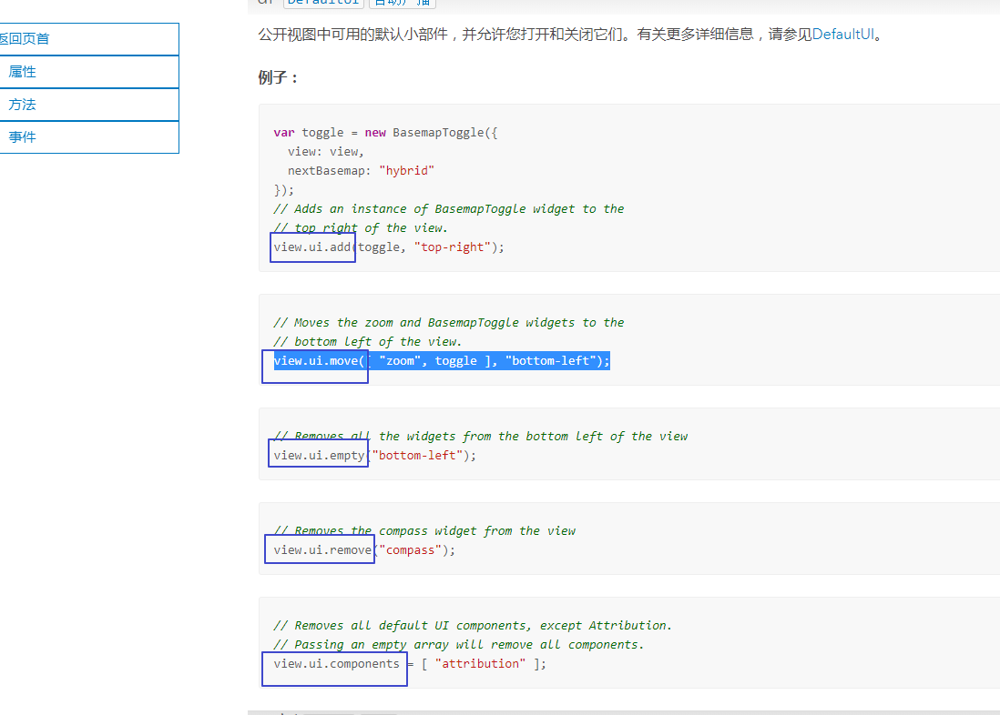 返回页首
属性
方法
事件
DefaultUI
公开视图中可用的默认小部件，并允许您打开和关闭它们。有关更多详细信息，请参见DefaultUI。
例子：
var toggle = new BasemapToggle({
view: view,
nextBasemap: "hybrid"
});
// Adds an instance of BasemapToggle widget to the
// top right of the view.
view.ui.add(toggle, "top-right");
// Moves the zoom and BasemapToggle widgets to the
// bottom left of the view.
view.ui.move([ "zoom", toggle ], "bottom-left");
// Removes all the widgets from the bottom left of the view
view.ui.empty("bottom-left");
// Removes the compass widget from the view
view.ui.remove("compass");
// Removes all default UI components, except Attribution.
// Passing an empty array will remove all components.
view.ui.components = [ "attribution" ];